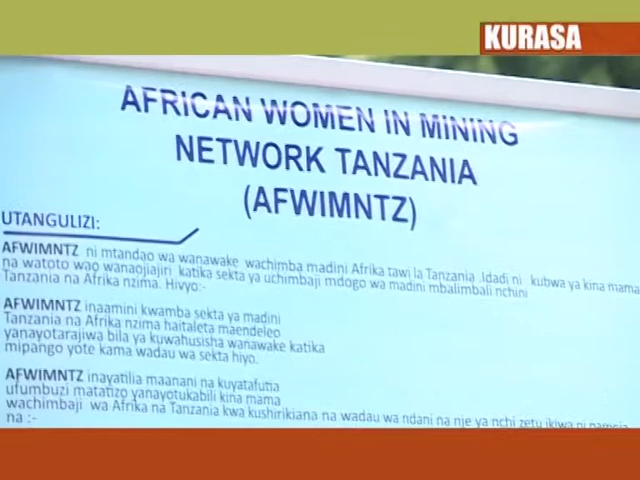 KURASA
AFRICAN WOMEN IN MINING
NETWORK TANZANIA
(AFWIMNTZ)
UTANGULIZI:
AFWIMNTZ ni mtandao wa wanawake wachimba madini Afrika tawi la Tanzania .Idadi ni kubwa ya kina mama
na watoto wao wanaojiajiri katika sekta ya uchimbaji mdogo wa madini mbalimbali nchini
Tanzania na Afrika nzima. Hivyo:-
AFWIMNTZ inaamini kwamba sekta ya madini
Tanzania na Afrika nzima haitaleta maendeleo
yanayotarajiwa bila ya kuwahusisha wanawake katika
mipango yote kama wadau wa sekta hiyo.
AFWIMNTZ inayatilia maanani na kuyatafutia
ufumbuzi matatizo yanayotukabili kina mama
wachimbaji wa Afrika na Tanzania kwa kushirikiana na wadau wa ndani na nje ya nchi zetu ikiwa ni pamoja
na :-